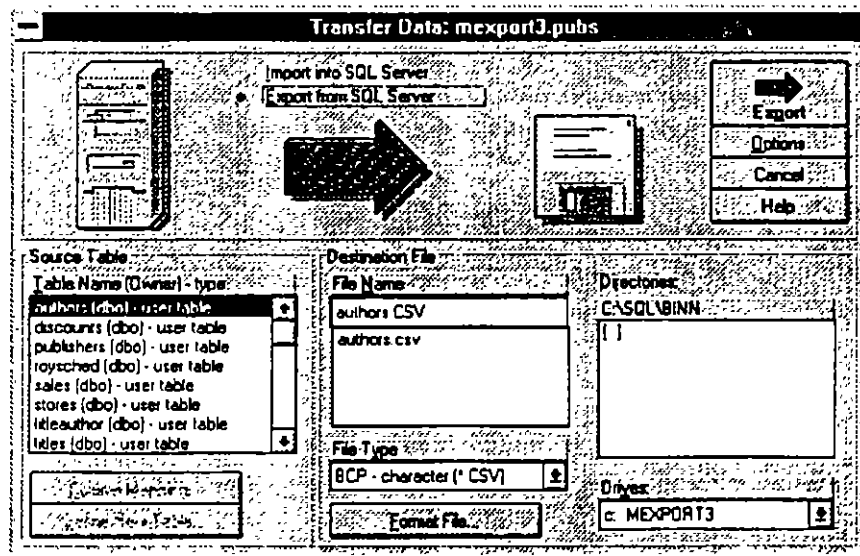 Transfer Data: mexport3.pubs
Import into SQL Server
Export from SQL Server
Export
Options
Cancel
Help
Source Table
Table Name (Owner) - type:
authors (dbo) - user table
discounts (dbo) - user table
publishers (dbo) - user table
roysched (dbo) - user table
sales (dbo) - user table
stores (dbo) - user table
titleauthor (dbo) - user table
titles (dbo) - user table
Destination File
File Name
authors CSV
authors.csv
File Type
BCP - character (* CSV)
Format File...
Directories:
C:\SQL\BINN
[ ]
Drives:
c: MEXPORT3